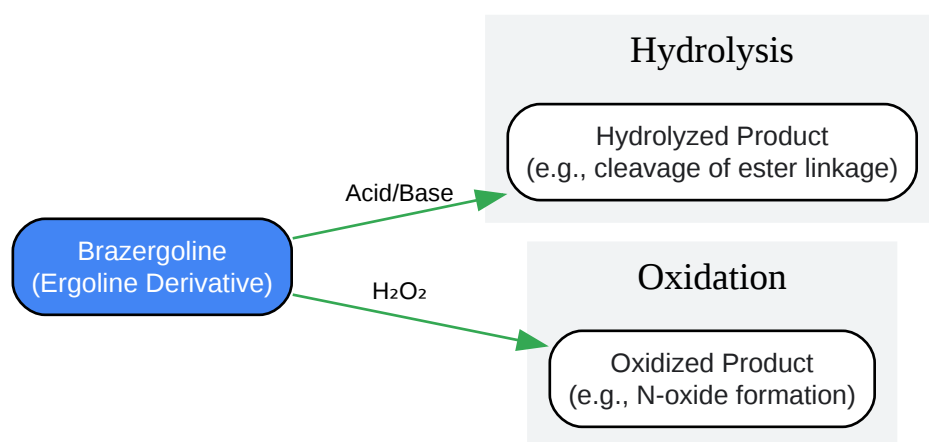 Hydrolysis
Hydrolyzed Product
(e.g., cleavage of ester linkage)
Acid/Base
Brazergoline
(Ergoline Derivative)
H₂O₂
Oxidation
Oxidized Product
(e.g., N-oxide formation)